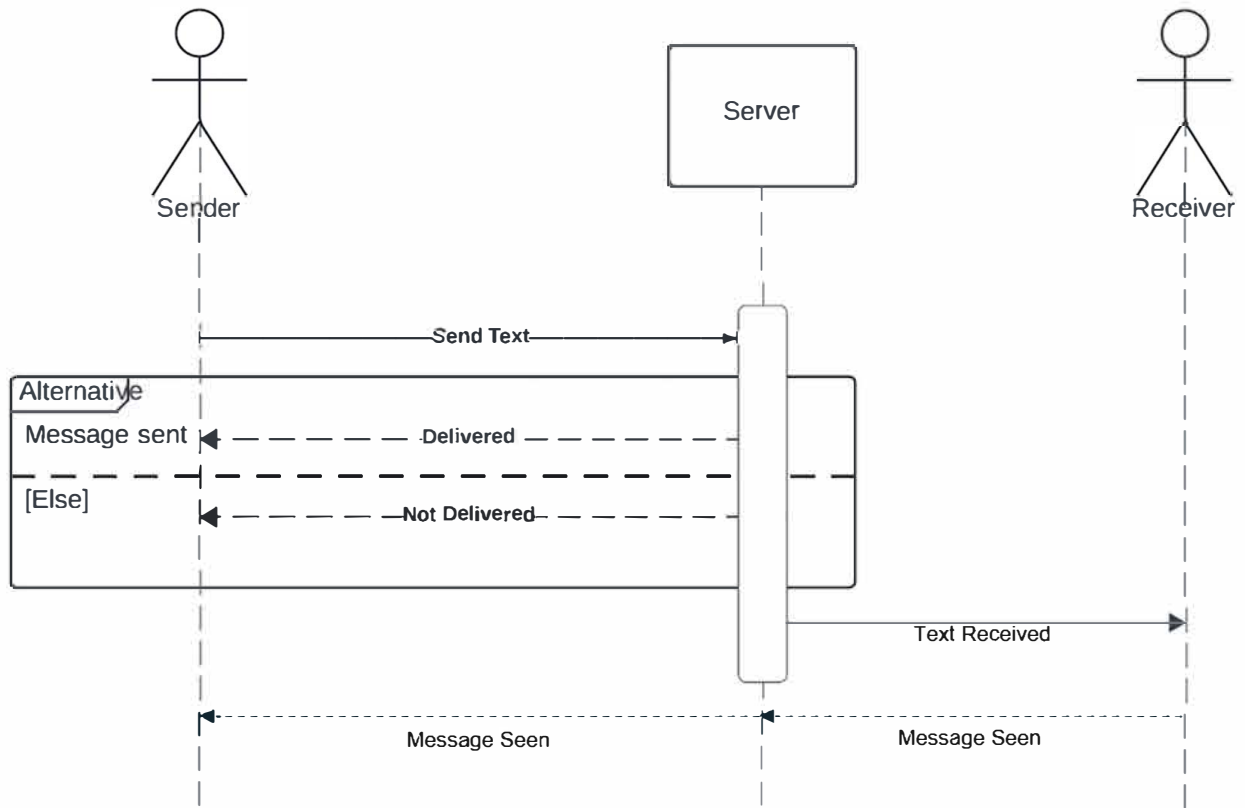 Server
Sender
Receiver
Send Text
Alternative
Message sent
Delivered
[Else]
Not Delivered
Text Received
Message Seen
Message Seen